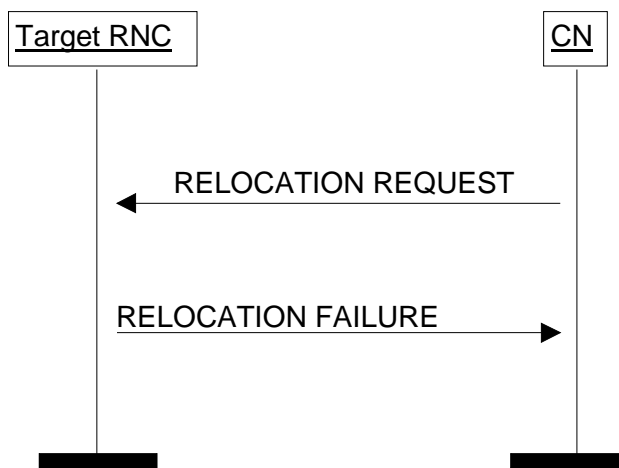 Target RNC
CN
RELOCATION REQUEST
RELOCATION FAILURE